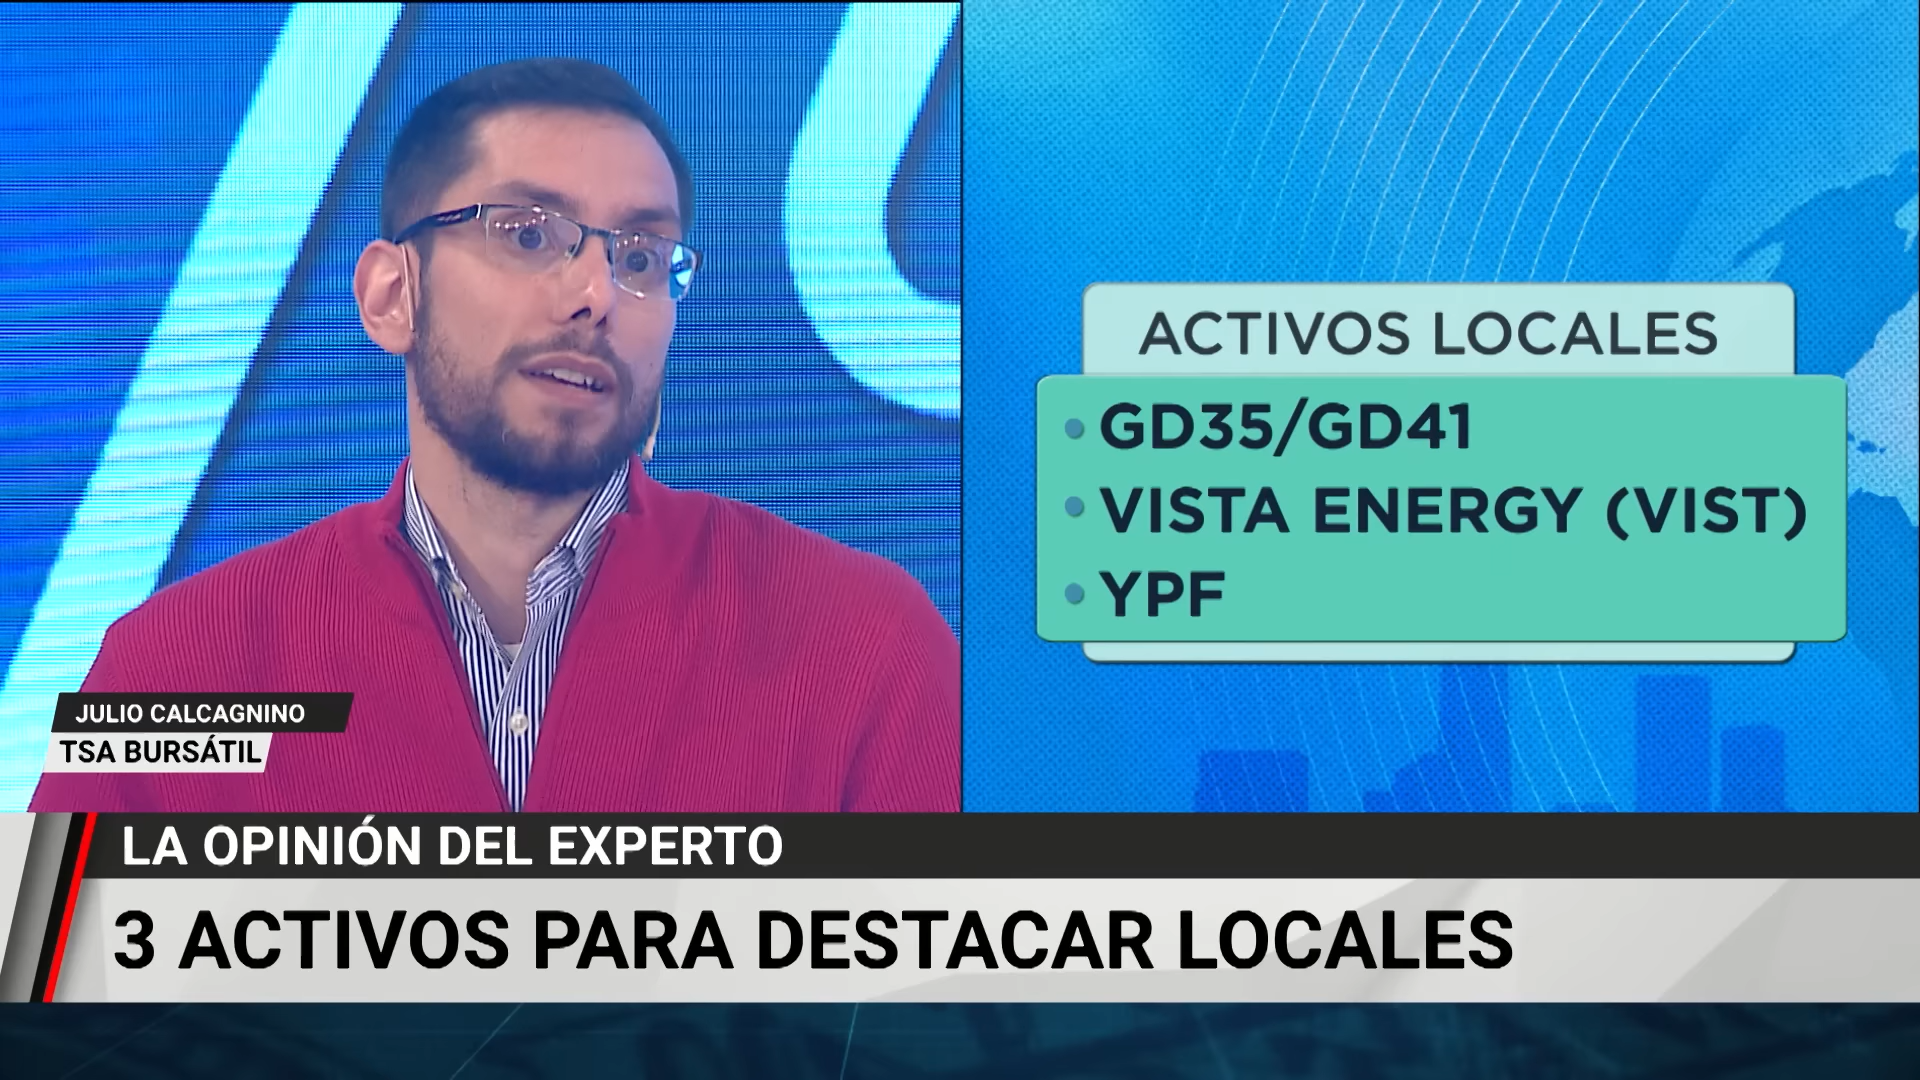 ACTIVOS LOCALES
GD35/GD41
VISTA ENERGY (VIST)
YPF
JULIO CALCAGNINO
TSA BURSÁTIL
LA OPINIÓN DEL EXPERTO
3 ACTIVOS PARA DESTACAR LOCALES